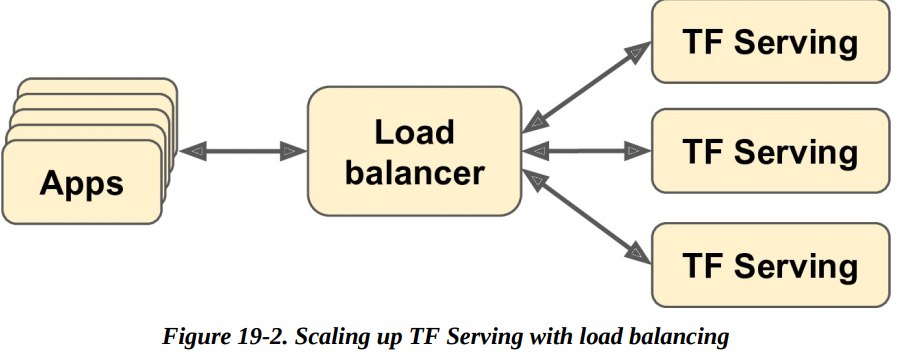 TF Serving
Load
balancer
TF Serving
Apps
TF Serving
Figure 19-2. Scaling up TF Serving with load balancing